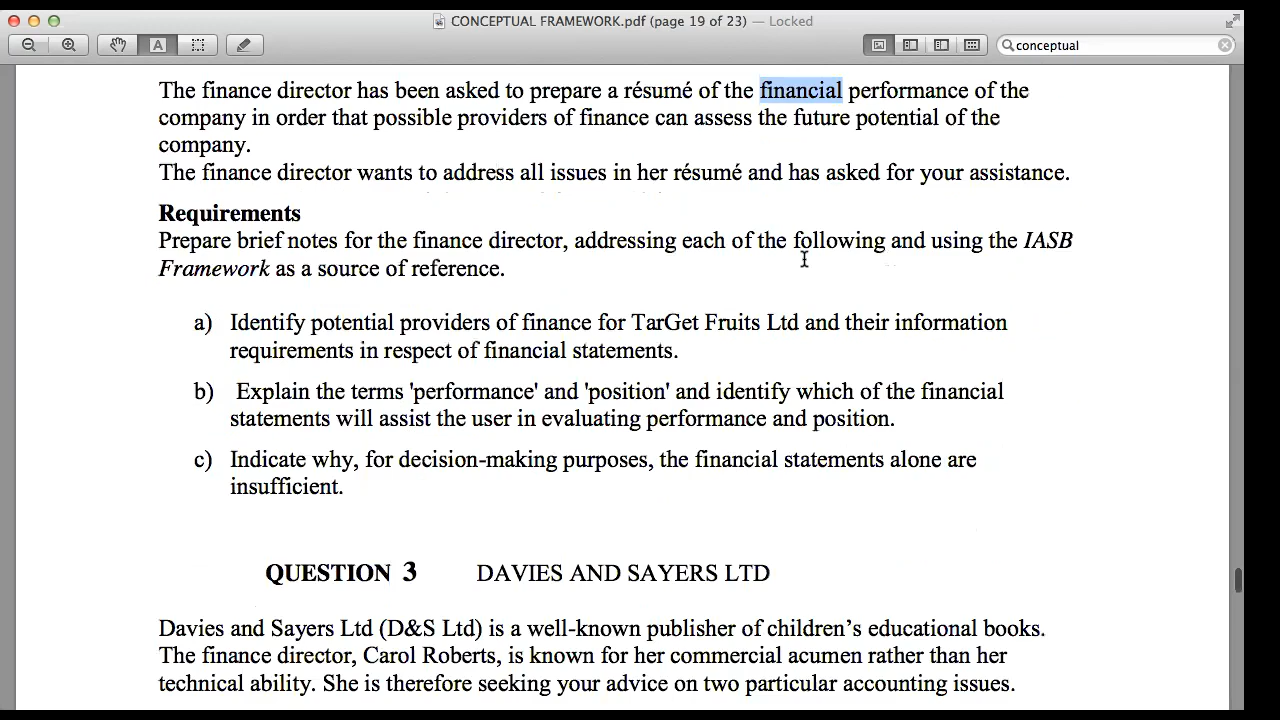 CONCEPTUAL FRAMEWORK.pdf (page 19 of 23) — Locked
A
conceptual
The finance director has been asked to prepare a résumé of the financial performance of the
company in order that possible providers of finance can assess the future potential of the
company.
The finance director wants to address all issues in her résumé and has asked for your assistance.
Requirements
Prepare brief notes for the finance director, addressing each of the following and using the IASB
Framework as a source of reference.
a) Identify potential providers of finance for TarGet Fruits Ltd and their information
requirements in respect of financial statements.
b) Explain the terms 'performance' and 'position' and identify which of the financial
statements will assist the user in evaluating performance and position.
c) Indicate why, for decision-making purposes, the financial statements alone are
insufficient.
QUESTION 3 DAVIES AND SAYERS LTD
Davies and Sayers Ltd (D&S Ltd) is a well-known publisher of children’s educational books.
The finance director, Carol Roberts, is known for her commercial acumen rather than her
technical ability. She is therefore seeking your advice on two particular accounting issues.